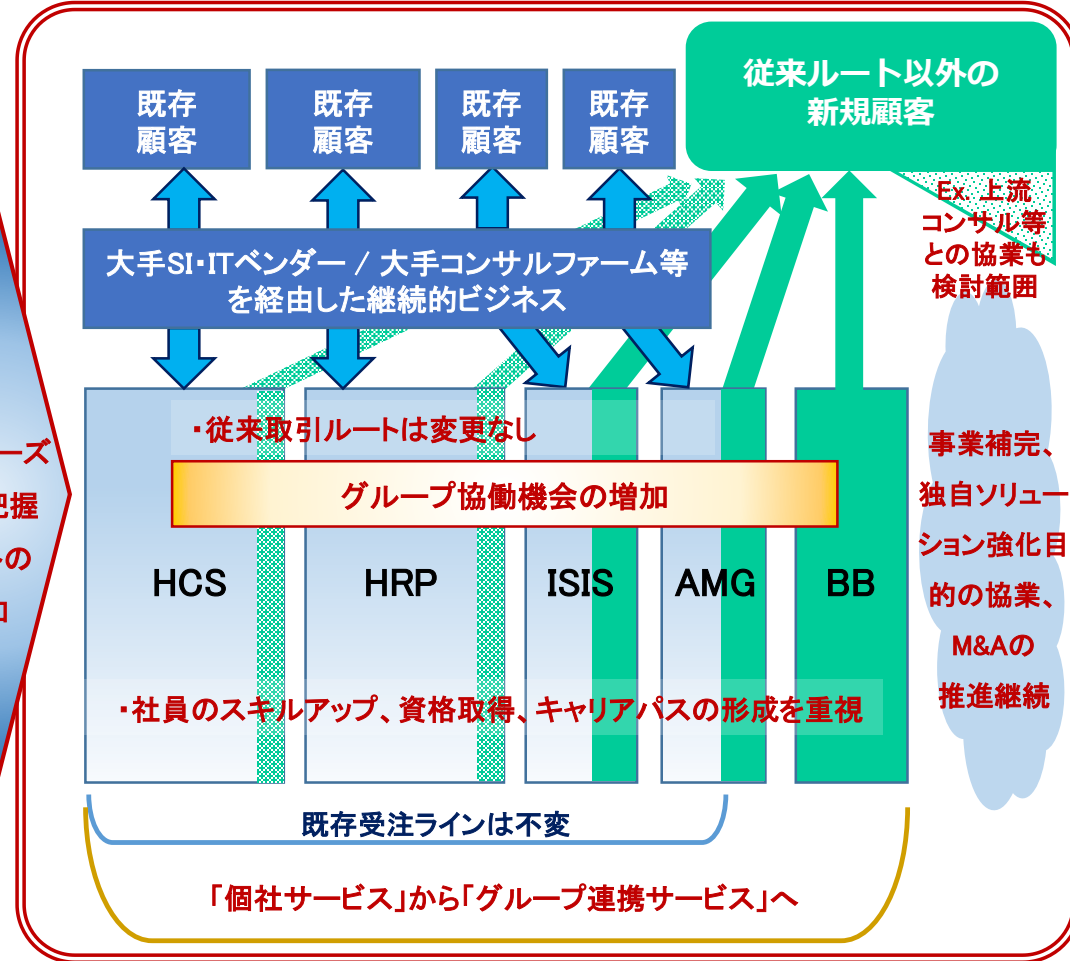 従来ルート以外の
新規顧客
既存
顧客
既存
顧客
既存
顧客
既存
顧客
Ex. 上流
コンサル等
との協業も
検討範囲
大手SI・ITベンダー / 大手コンサルファーム等
を経由した継続的ビジネス
・従来取引ルートは変更なし
グループ協働機会の増加
HCS
HRP
ISIS
AMG
BB
・社員のスキルアップ、資格取得、キャリアパスの形成を重視
既存受注ラインは不変
「個社サービス」から「グループ連携サービス」へ
事業補完、
独自ソリュー
ション強化目
的の協業、
M&Aの
推進継続
ーズ
把握
の